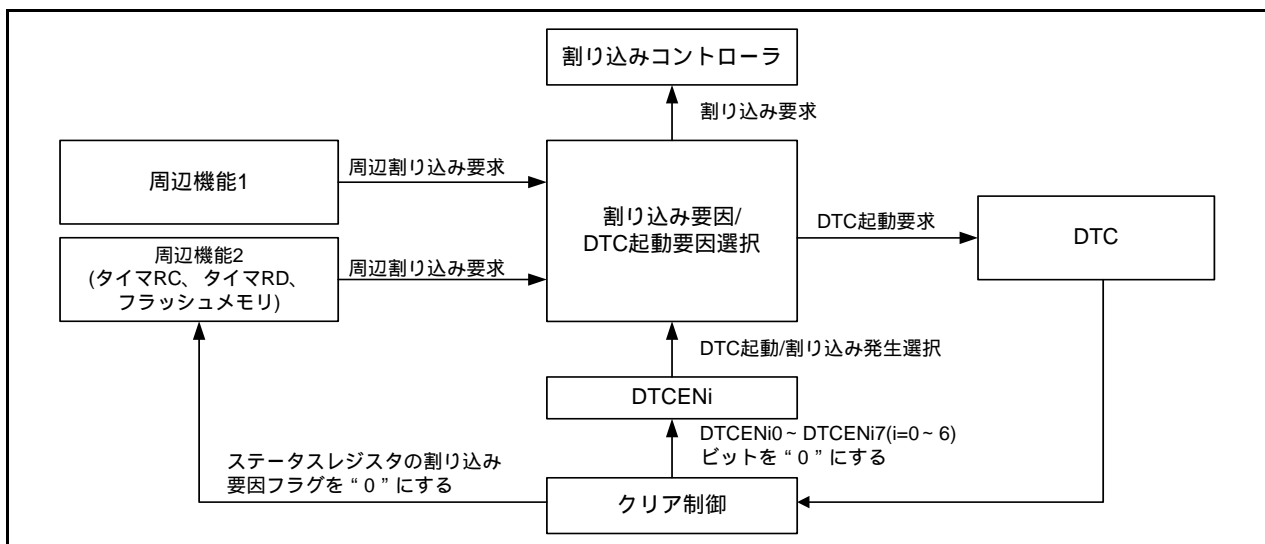 割り込みコントローラ
割り込み要求
周辺機能1
周辺割り込み要求
割り込み要因/
DTC起動要因選択
DTC起動要求
DTC
周辺機能2
(タイマRC、タイマRD、
フラッシュメモリ)
周辺割り込み要求
DTC起動/割り込み発生選択
DTCENi
DTCENi0~DTCENi7(i=0~6)
ビットを“0”にする
ステータスレジスタの割り込み
要因フラグを“0”にする
クリア制御